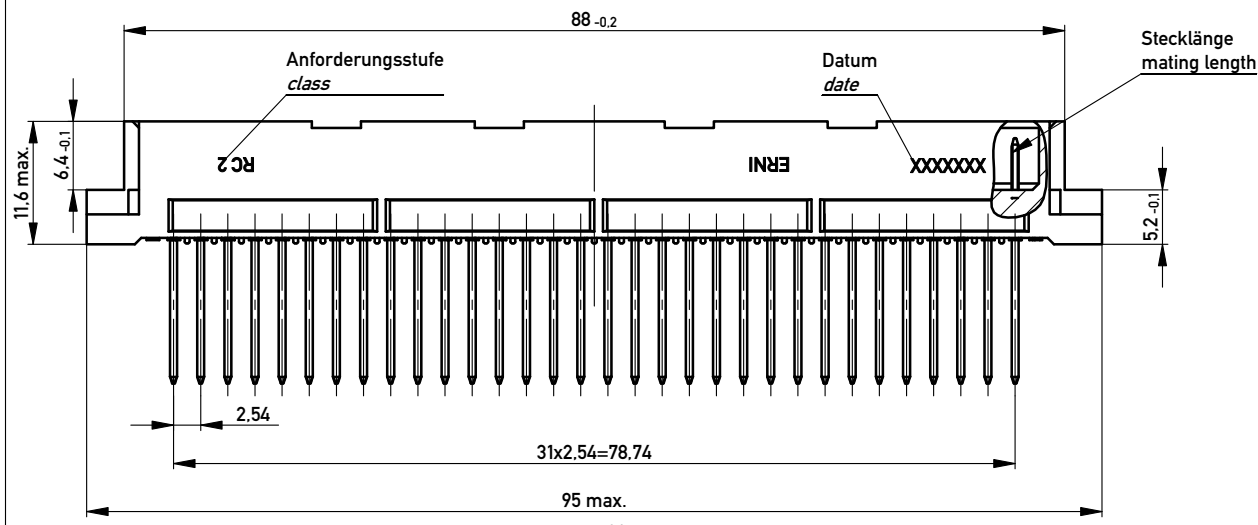 88 -0,2
Anforderungsstufe
class
Datum
date
Stecklänge
mating length
11,6 max.
6,4 -0,1
RC 2
ERNI
XXXXXXX
5,2 -0,1
2,54
31x2,54=78,74
95 max.